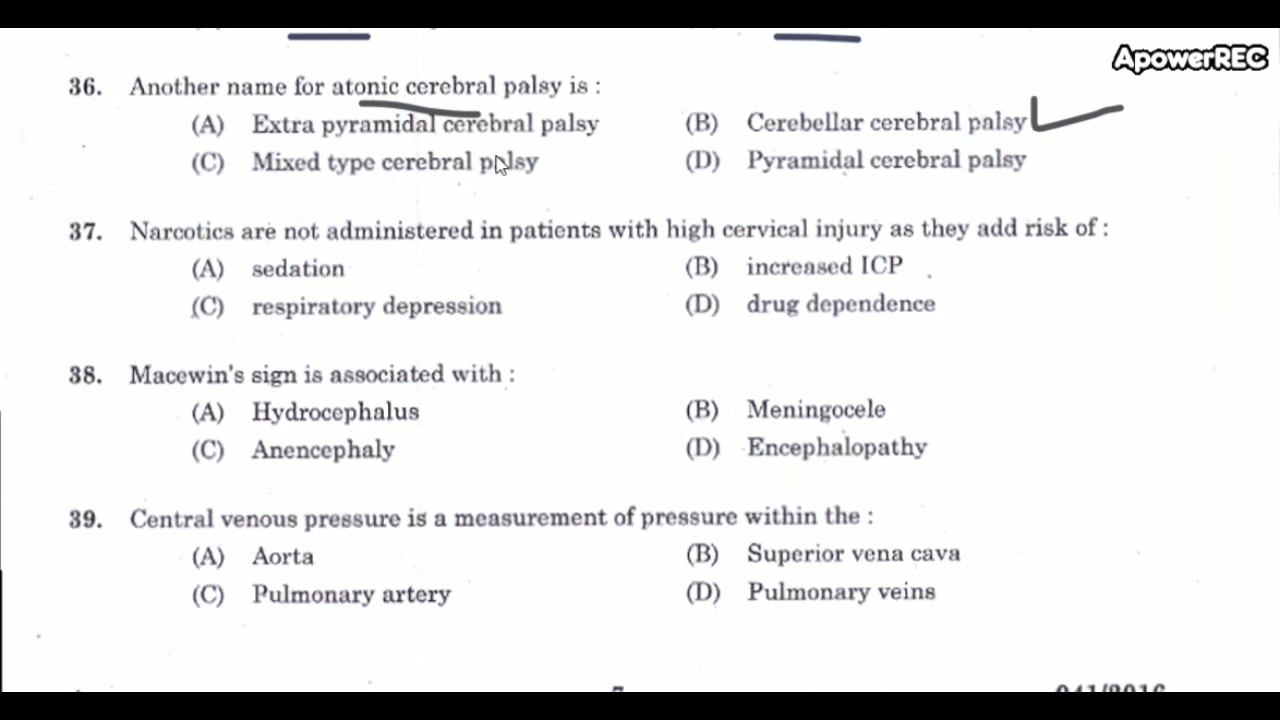 ApowerREC
36. Another name for atonic cerebral palsy is :
(A) Extra pyramidal cerebral palsy (B) Cerebellar cerebral palsy
(C) Mixed type cerebral palsy (D) Pyramidal cerebral palsy
37. Narcotics are not administered in patients with high cervical injury as they add risk of :
(A) sedation (B) increased ICP
(C) respiratory depression (D) drug dependence
38. Macewin's sign is associated with :
(A) Hydrocephalus (B) Meningocele
(C) Anencephaly (D) Encephalopathy
39. Central venous pressure is a measurement of pressure within the :
(A) Aorta (B) Superior vena cava
(C) Pulmonary artery (D) Pulmonary veins